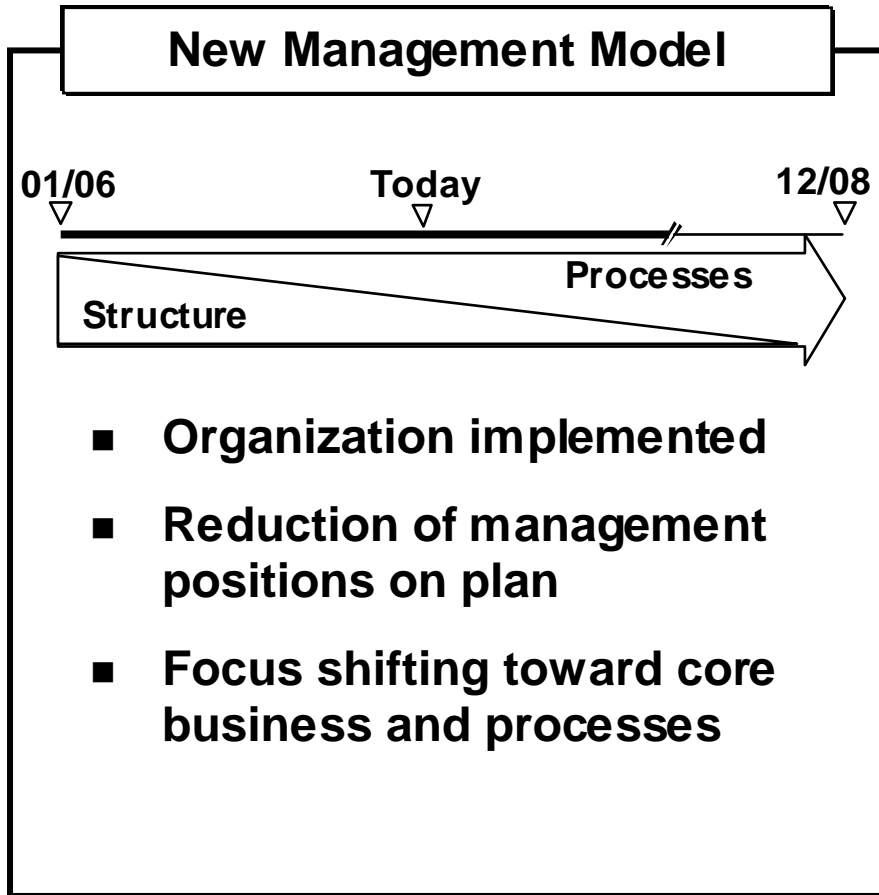 New Management Model
01/06 Today 12/08
Processes
Structure
■ Organization implemented
■ Reduction of management
positions on plan
■ Focus shifting toward core
business and processes